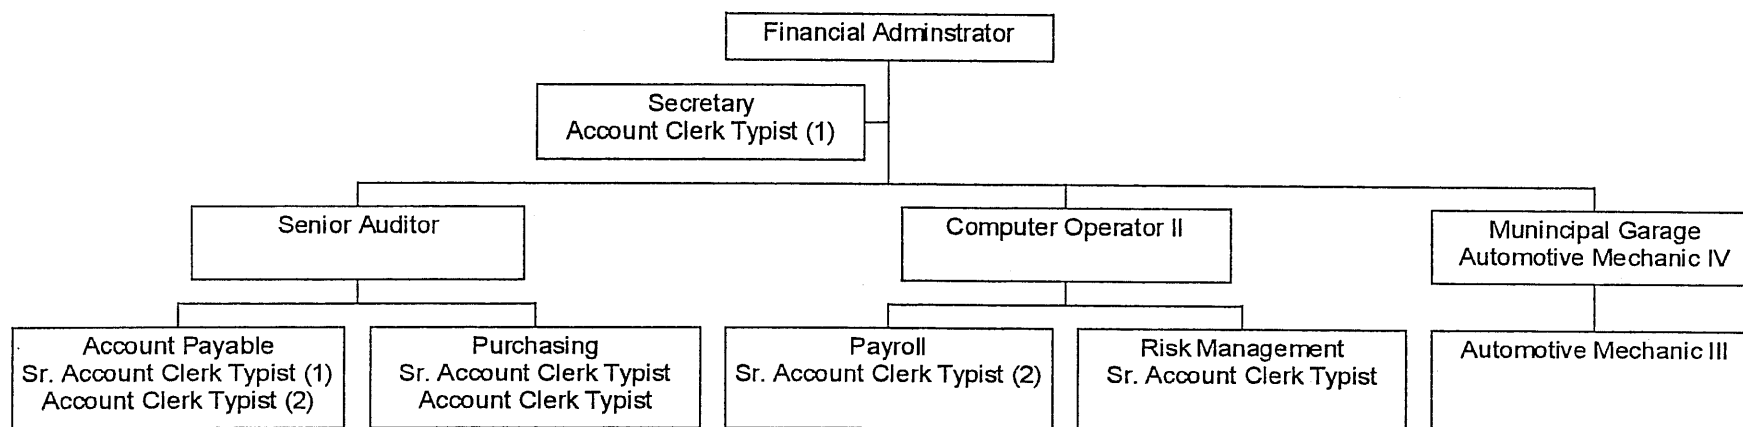 Financial Adminstrator
Secretary
Account Clerk Typist (1)
Senior Auditor
Computer Operator II
Munincipal Garage
Automotive Mechanic IV
Account Payable
Sr. Account Clerk Typist (1)
Account Clerk Typist (2)
Purchasing
Sr. Account Clerk Typist
Account Clerk Typist
Payroll
Sr. Account Clerk Typist (2)
Risk Management
Sr. Account Clerk Typist
Automotive Mechanic III